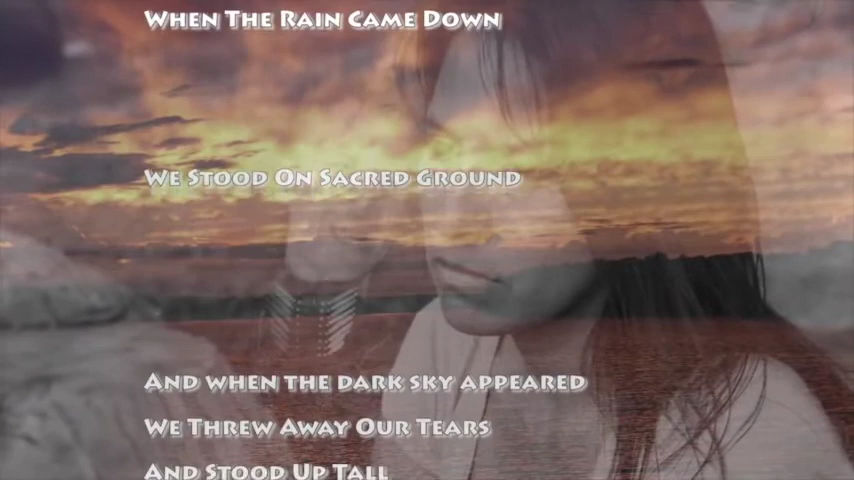 When The Rain Came Down
We Stood On Sacred Ground
And when the dark sky appeared
We Threw Away Our Tears
And Stood Up Tall